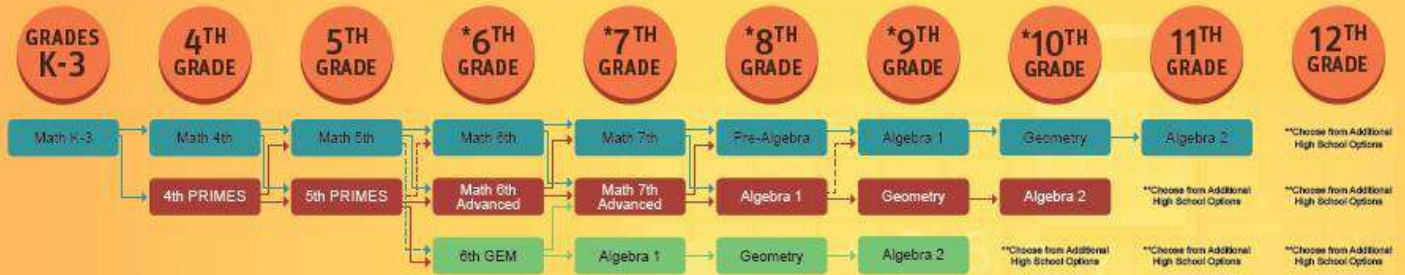 GRADES
K-3
4TH
GRADE
5TH
GRADE
*6TH
GRADE
*7TH
GRADE
*8TH
GRADE
*9TH
GRADE
*10TH
GRADE
11TH
GRADE
12TH
GRADE
Math K-3
Math 4th
Math 5th
Math 6th
Math 7th
Pre-Algebra
Algebra 1
Geometry
Algebra 2
**Choose from Additional
High School Options
4th PRIMES
5th PRIMES
Math 6th
Advanced
Math 7th
Advanced
Algebra 1
Geometry
Algebra 2
**Choose from Additional
High School Options
**Choose from Additional
High School Options
6th GEM
Algebra 1
Geometry
Algebra 2
**Choose from Additional
High School Options
**Choose from Additional
High School Options
**Choose from Additional
High School Options